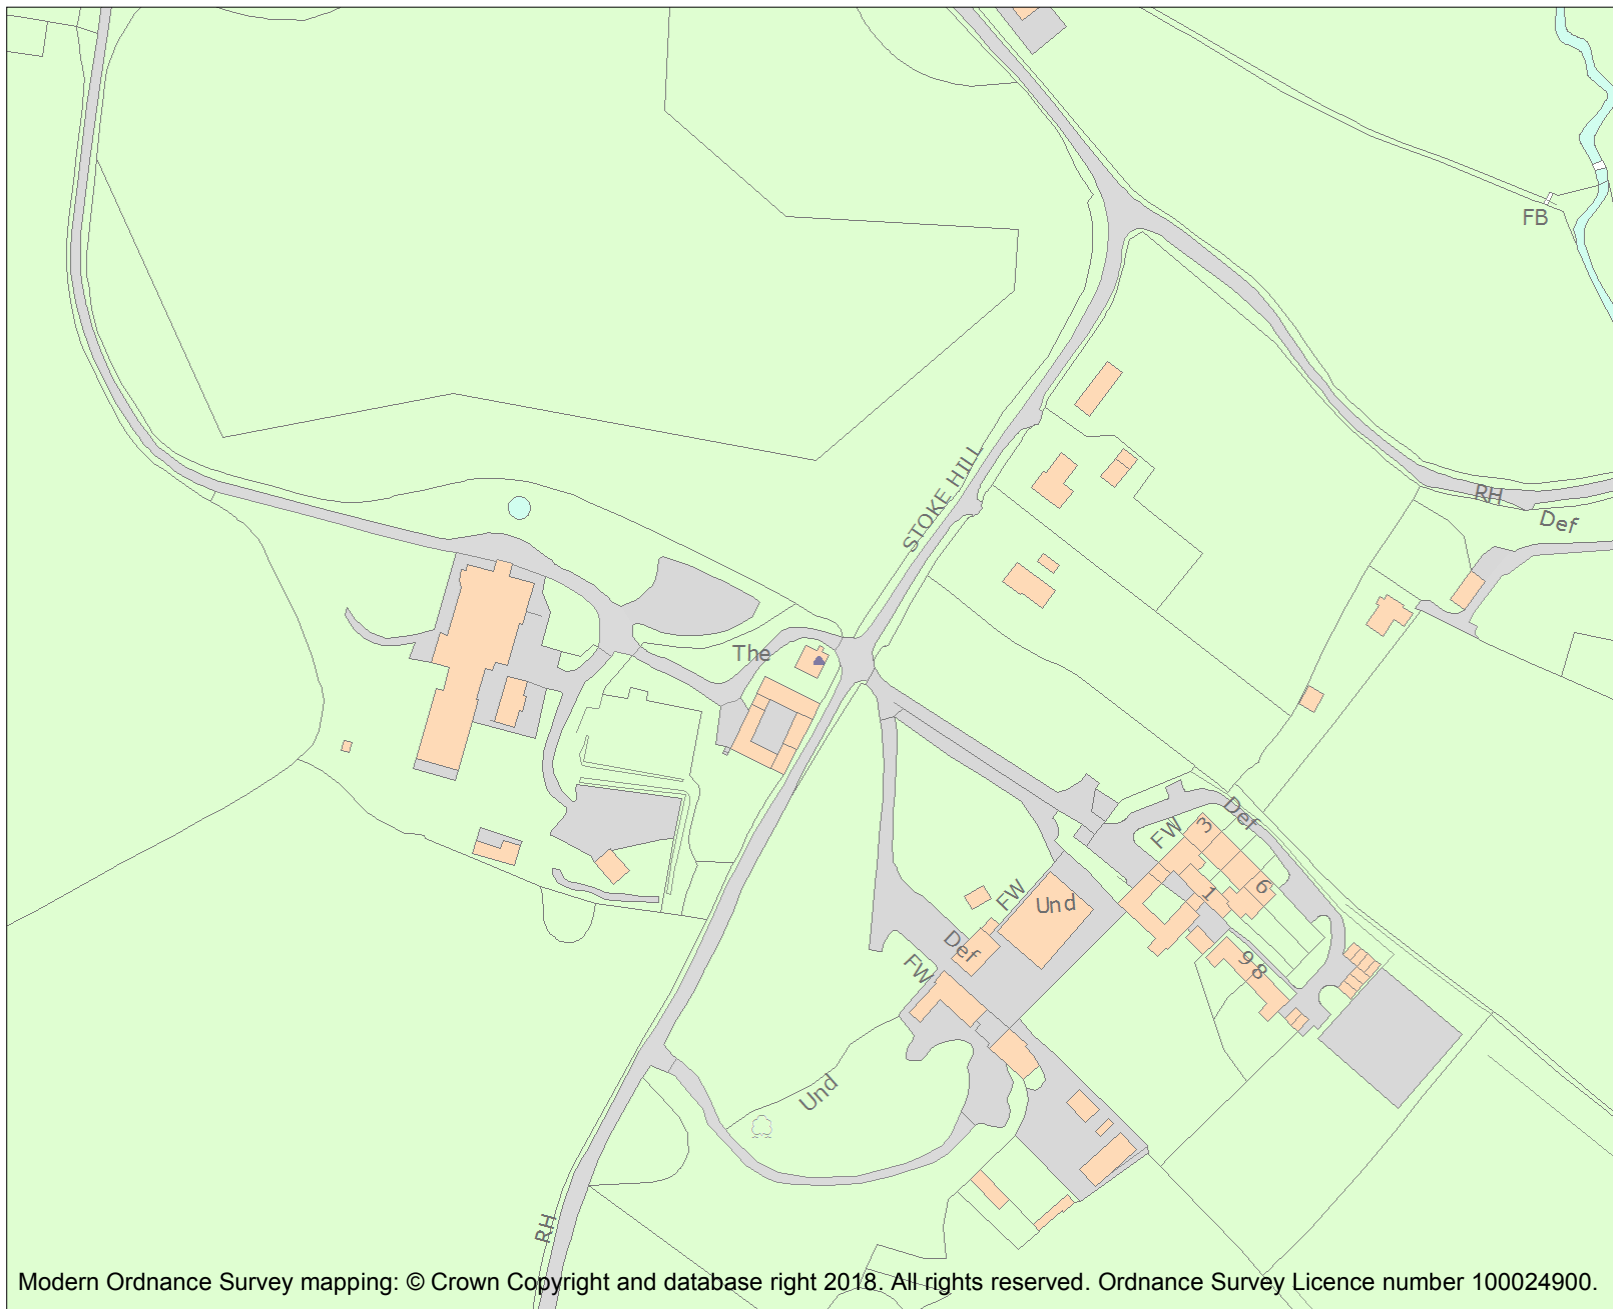 FB
STOKE HILL
RH
Def
The
Def
FW
3
1
6
FW
Und
Def
FW
9 8
Und
RH
Modern Ordnance Survey mapping: © Crown Copyright and database right 2018. All rights reserved. Ordnance Survey Licence number 100024900.